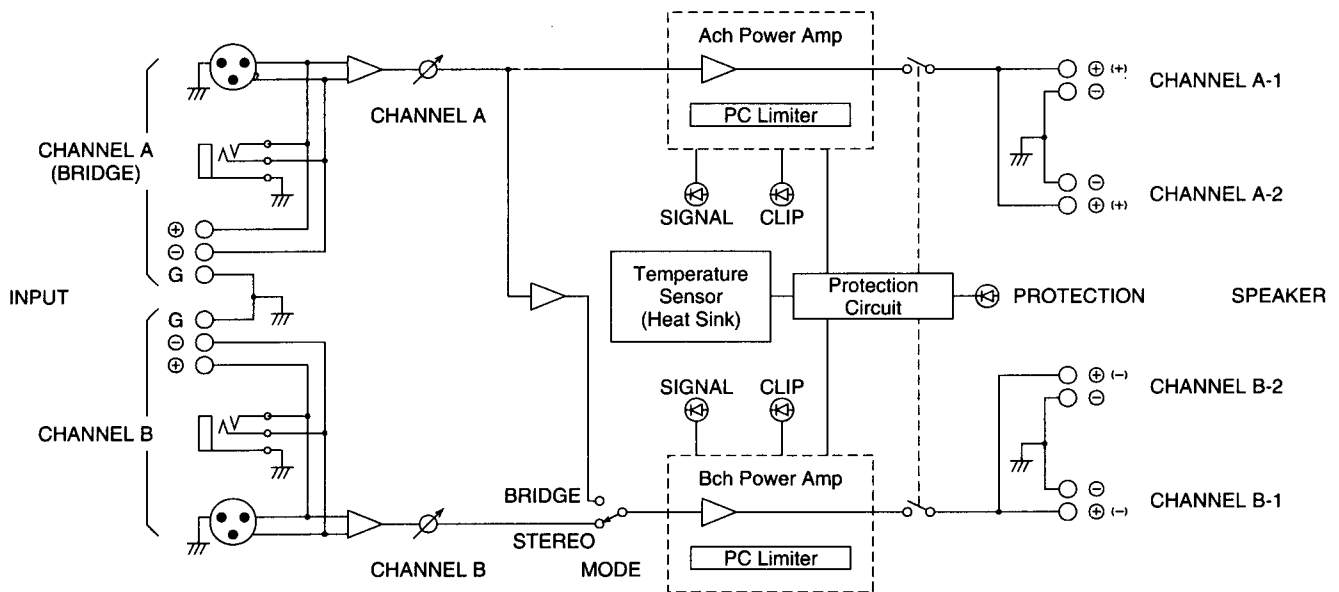 Ach Power Amp
PC Limiter
CHANNEL A
CHANNEL A
(BRIDGE)
⊕
⊖
G
INPUT
G
⊖
⊕
CHANNEL B
CHANNEL B
SIGNAL
CLIP
Temperature
Sensor
(Heat Sink)
Protection
Circuit
PROTECTION
SPEAKER
SIGNAL
CLIP
Bch Power Amp
PC Limiter
BRIDGE
STEREO
MODE
⊕ (+)
CHANNEL A-1
⊖
⊖
CHANNEL A-2
⊕ (+)
⊕ (−)
CHANNEL B-2
⊖
⊖
CHANNEL B-1
⊕ (−)